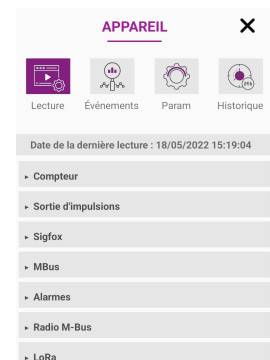 APPAREIL
Lecture Événements Param Historique
Date de la dernière lecture : 18/05/2022 15:19:04
Compteur
Sortie d'impulsions
Sigfox
MBus
Alarmes
Radio M-Bus
LoRa